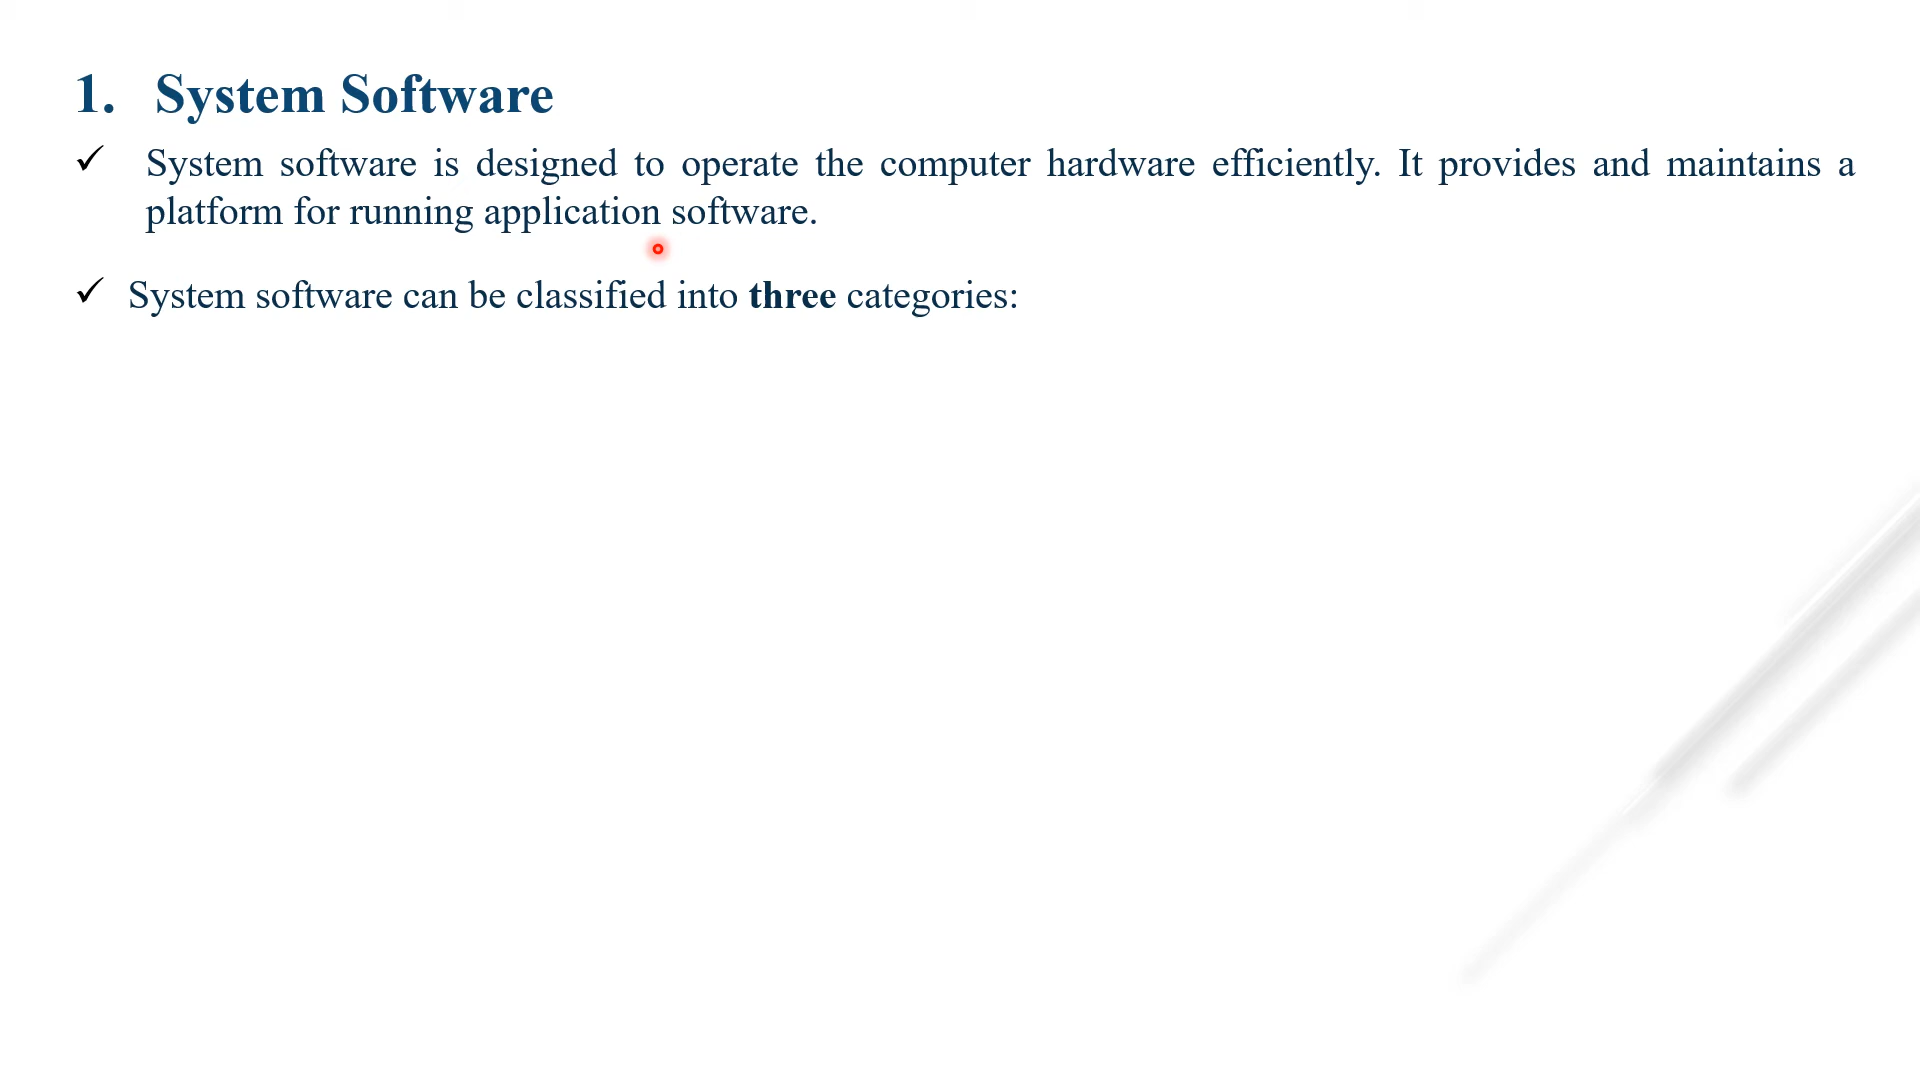 1. System Software
✓ System software is designed to operate the computer hardware efficiently. It provides and maintains a
platform for running application software.
✓ System software can be classified into three categories: